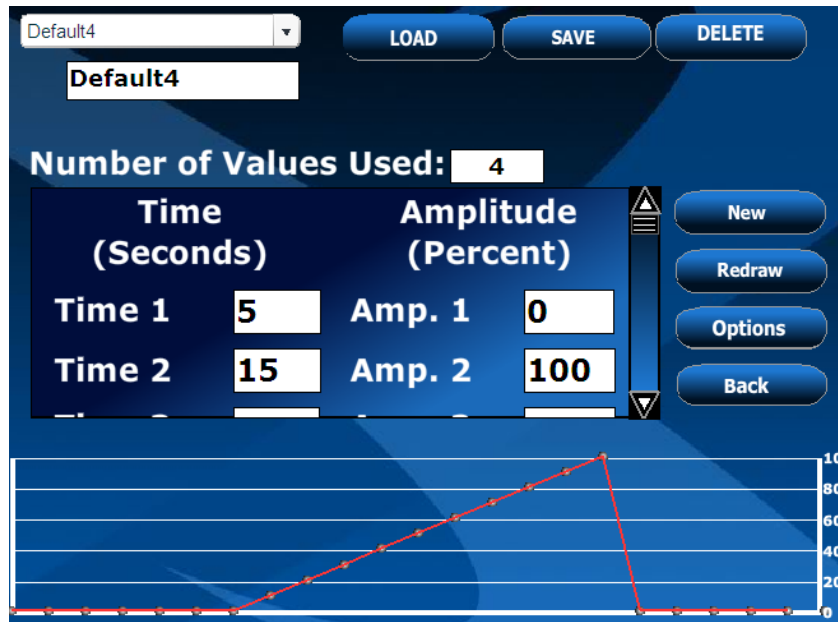 Default4
LOAD
SAVE
DELETE
Default4
Number of Values Used: 4
Time
(Seconds)
Amplitude
(Percent)
New
Redraw
Options
Back
Time 1 5 Amp. 1 0
Time 2 15 Amp. 2 100
80
60
40
20
0